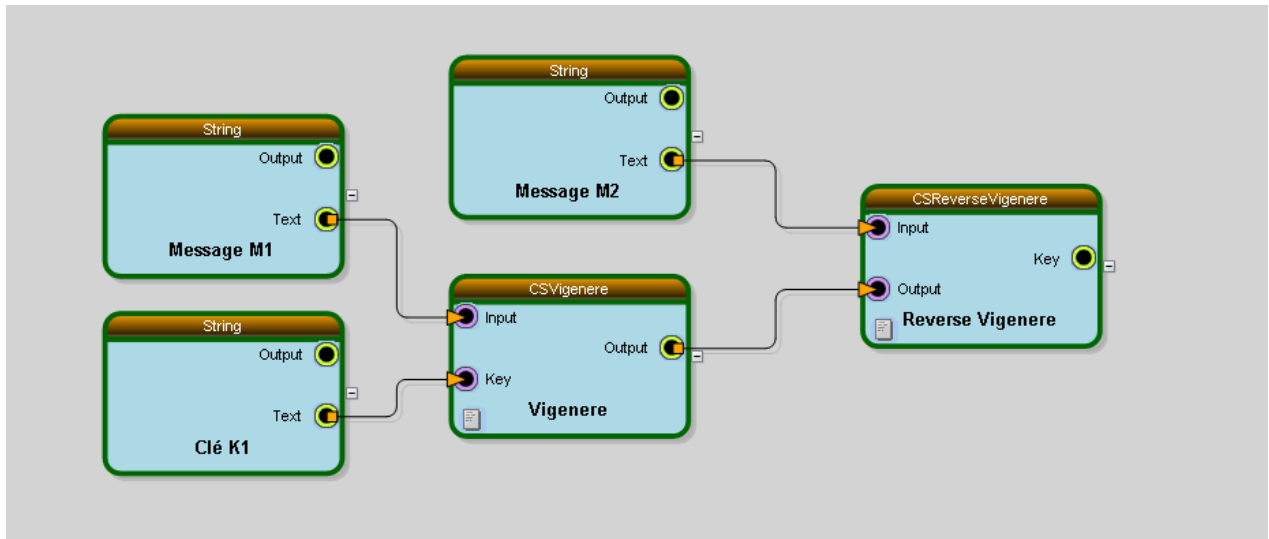 String
Output
Text
Message M1
String
Output
Text
Clé K1
String
Output
Text
Message M2
CSVigenere
Input
Output
Key
Vigenere
CSReverseVigenere
Input
Key
Output
Reverse Vigenere